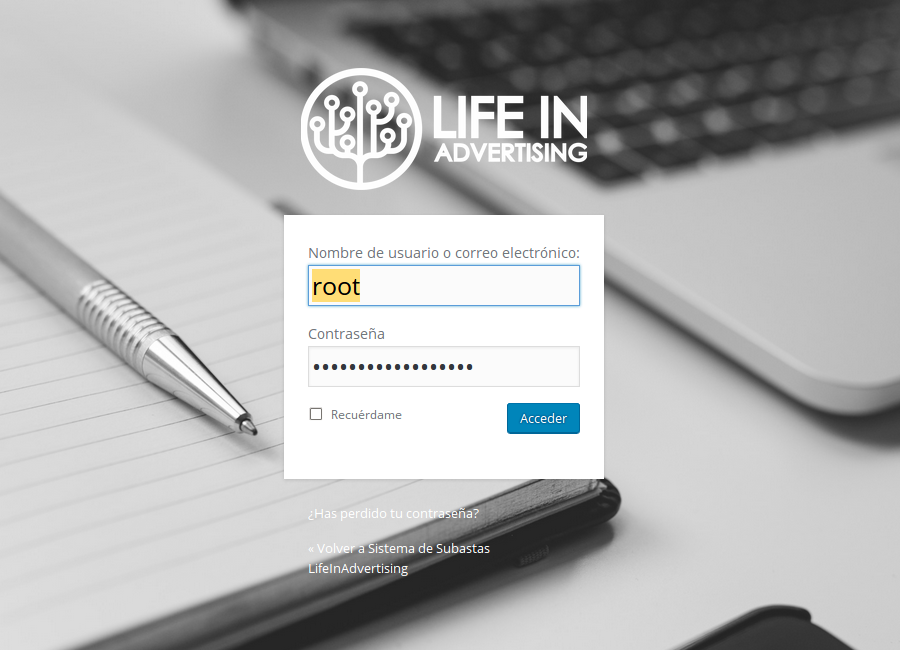 LIFE IN
ADVERTISING
Nombre de usuario o correo electrónico:
root
Contraseña
••••••••••••••••••
Recuérdame
Acceder
¿Has perdido tu contraseña?
« Volver a Sistema de Subastas
LifeInAdvertising